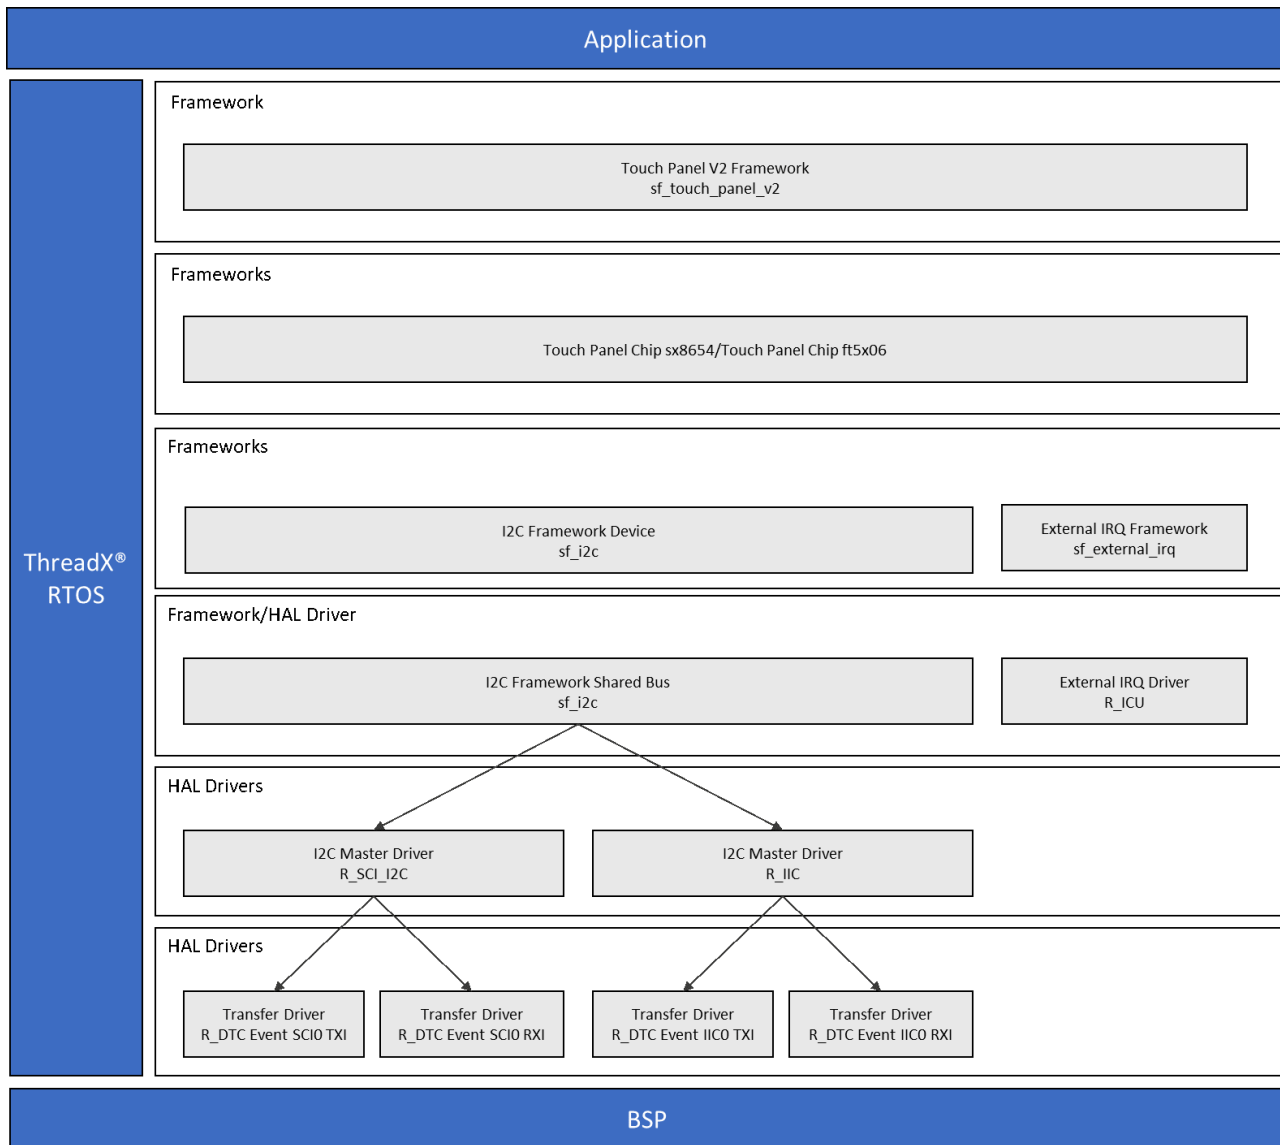 Application
ThreadX®
RTOS
Framework
Touch Panel V2 Framework
sf_touch_panel_v2
Frameworks
Touch Panel Chip sx8654/Touch Panel Chip ft5x06
Frameworks
I2C Framework Device
sf_i2c
External IRQ Framework
sf_external_irq
Framework/HAL Driver
I2C Framework Shared Bus
sf_i2c
External IRQ Driver
R_ICU
HAL Drivers
I2C Master Driver
R_SCI_I2C
I2C Master Driver
R_IIC
HAL Drivers
Transfer Driver
R_DTC Event SCI0 TXI
Transfer Driver
R_DTC Event SCI0 RXI
Transfer Driver
R_DTC Event IIC0 TXI
Transfer Driver
R_DTC Event IIC0 RXI
BSP